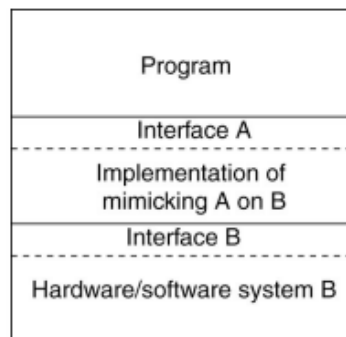 Program
Interface A
Implementation of
mimicking A on B
Interface B
Hardware/software system B